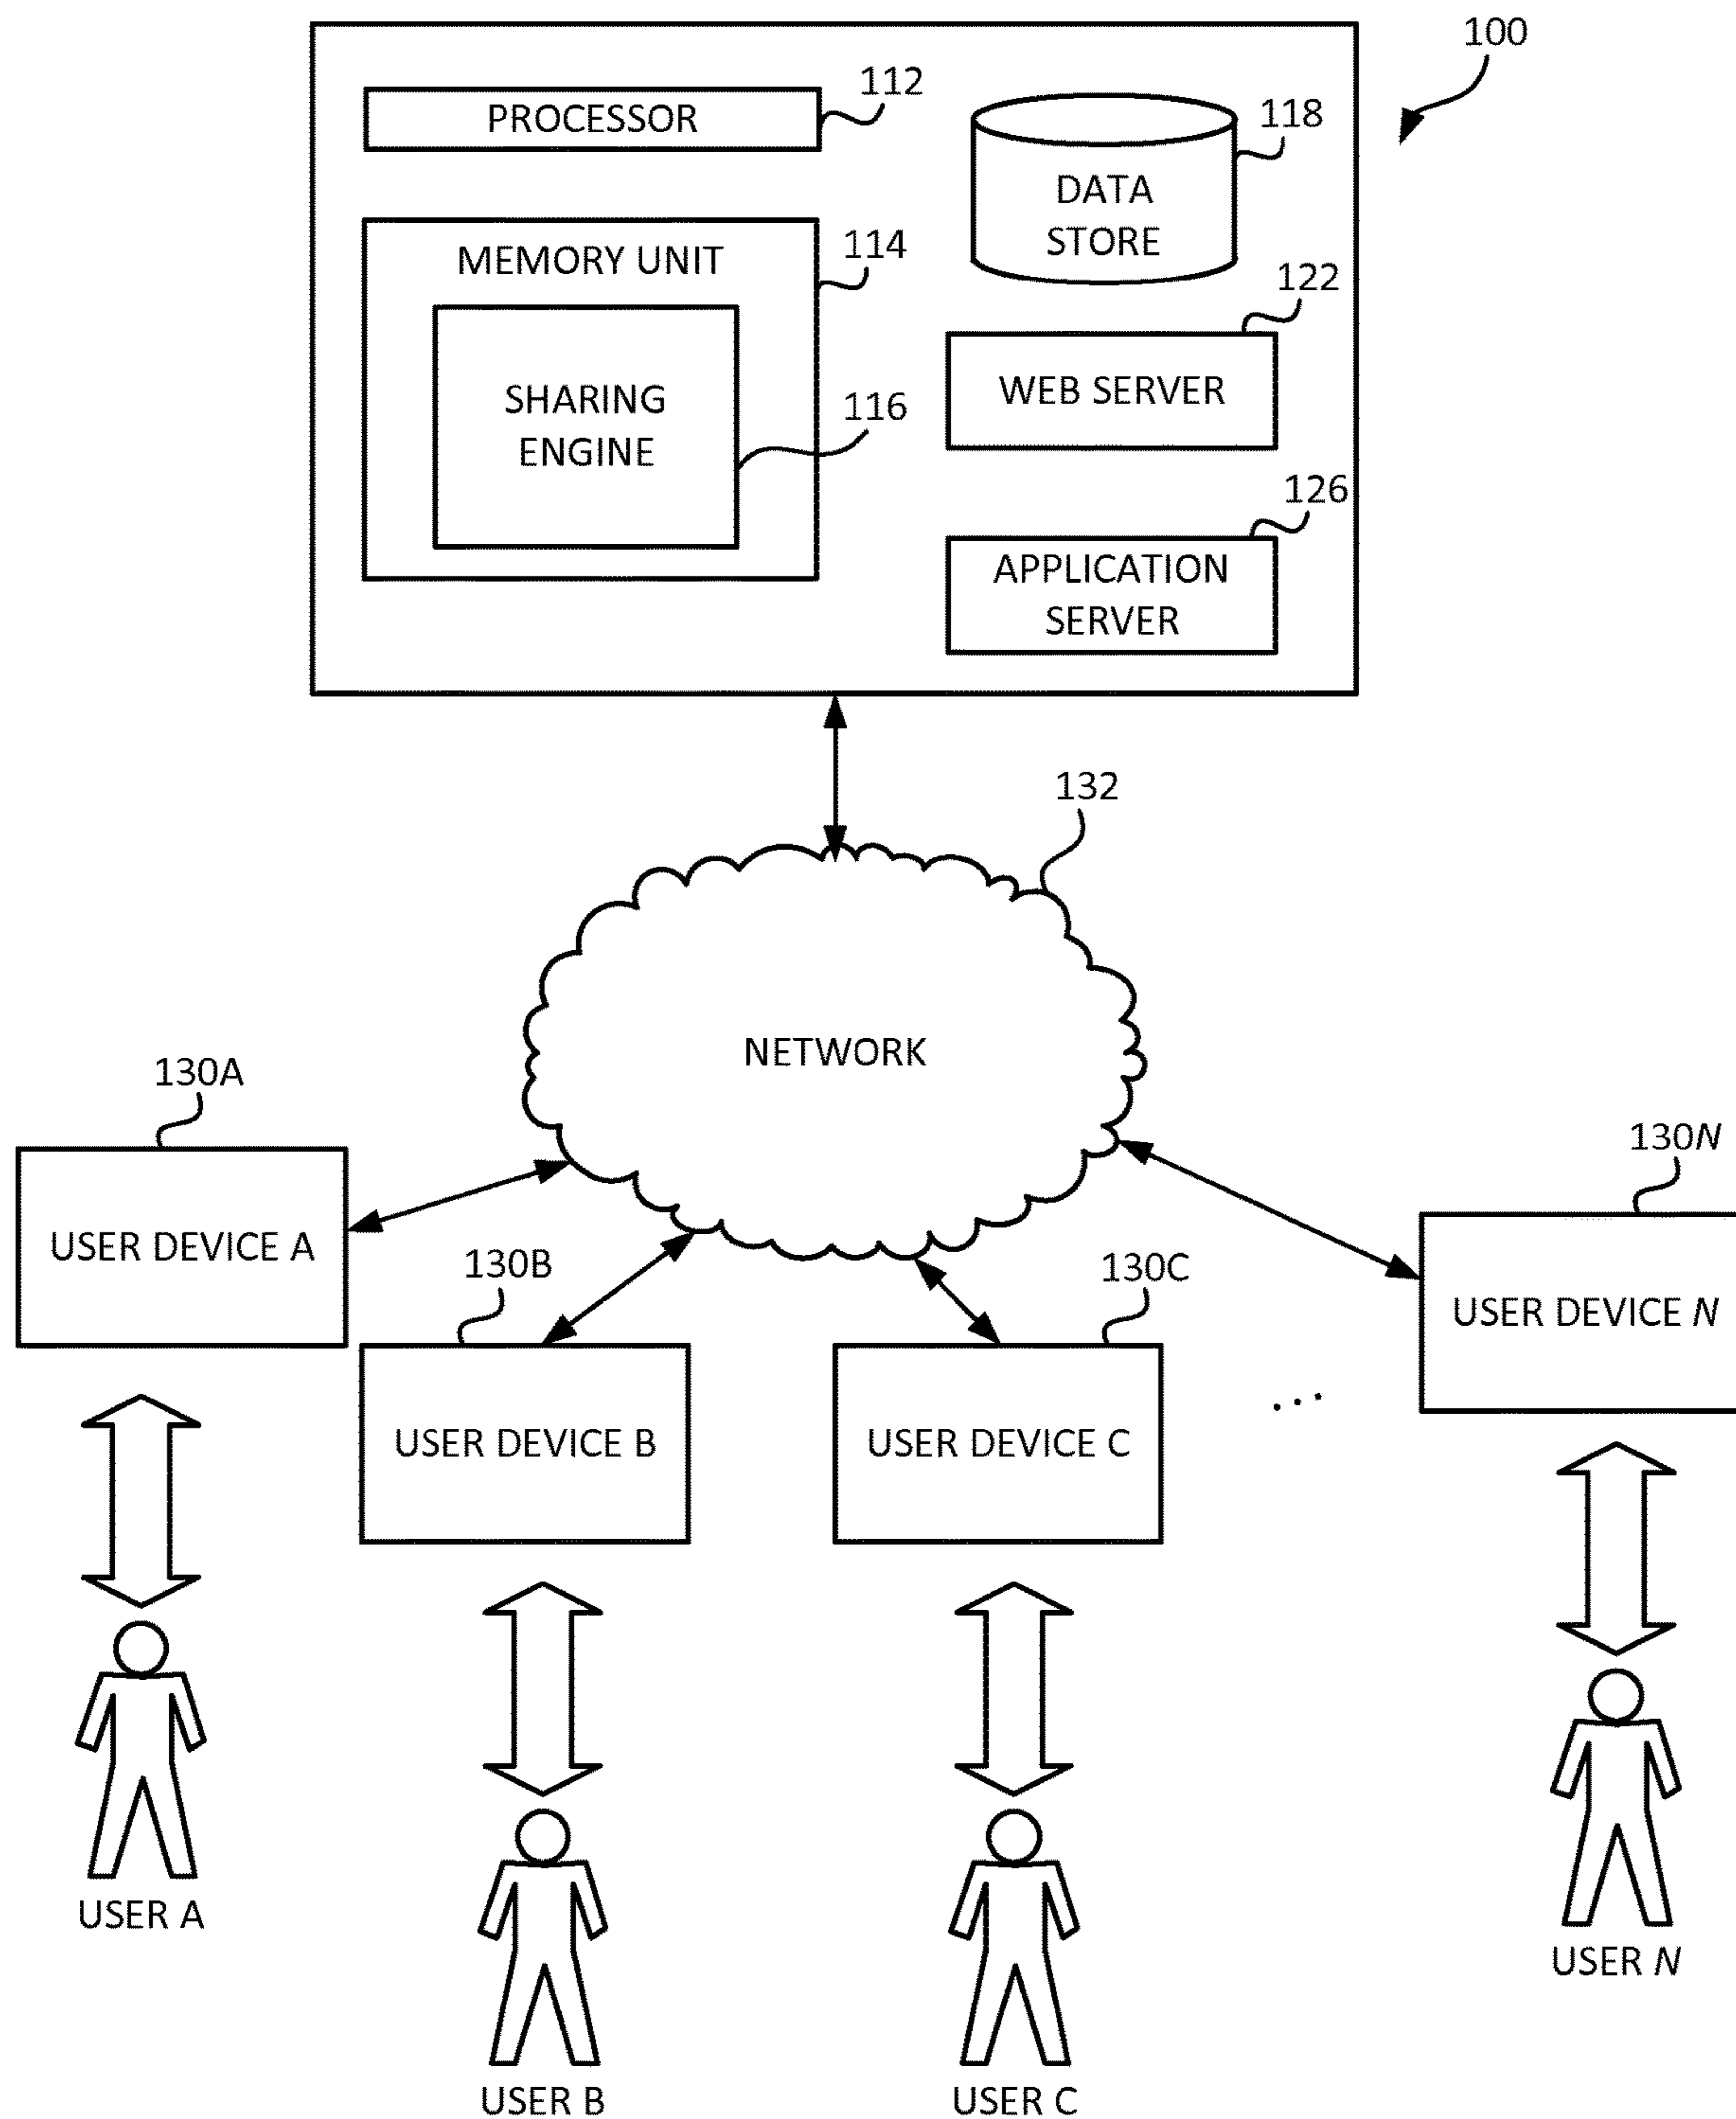 100
PROCESSOR
112
118
DATA
STORE
MEMORY UNIT
114
122
SHARING
ENGINE
116
WEB SERVER
126
APPLICATION
SERVER
132
NETWORK
130A
130N
USER DEVICE A
130B
130C
USER DEVICE N
USER DEVICE B
USER DEVICE C
...
USER A
USER N
USER B
USER C